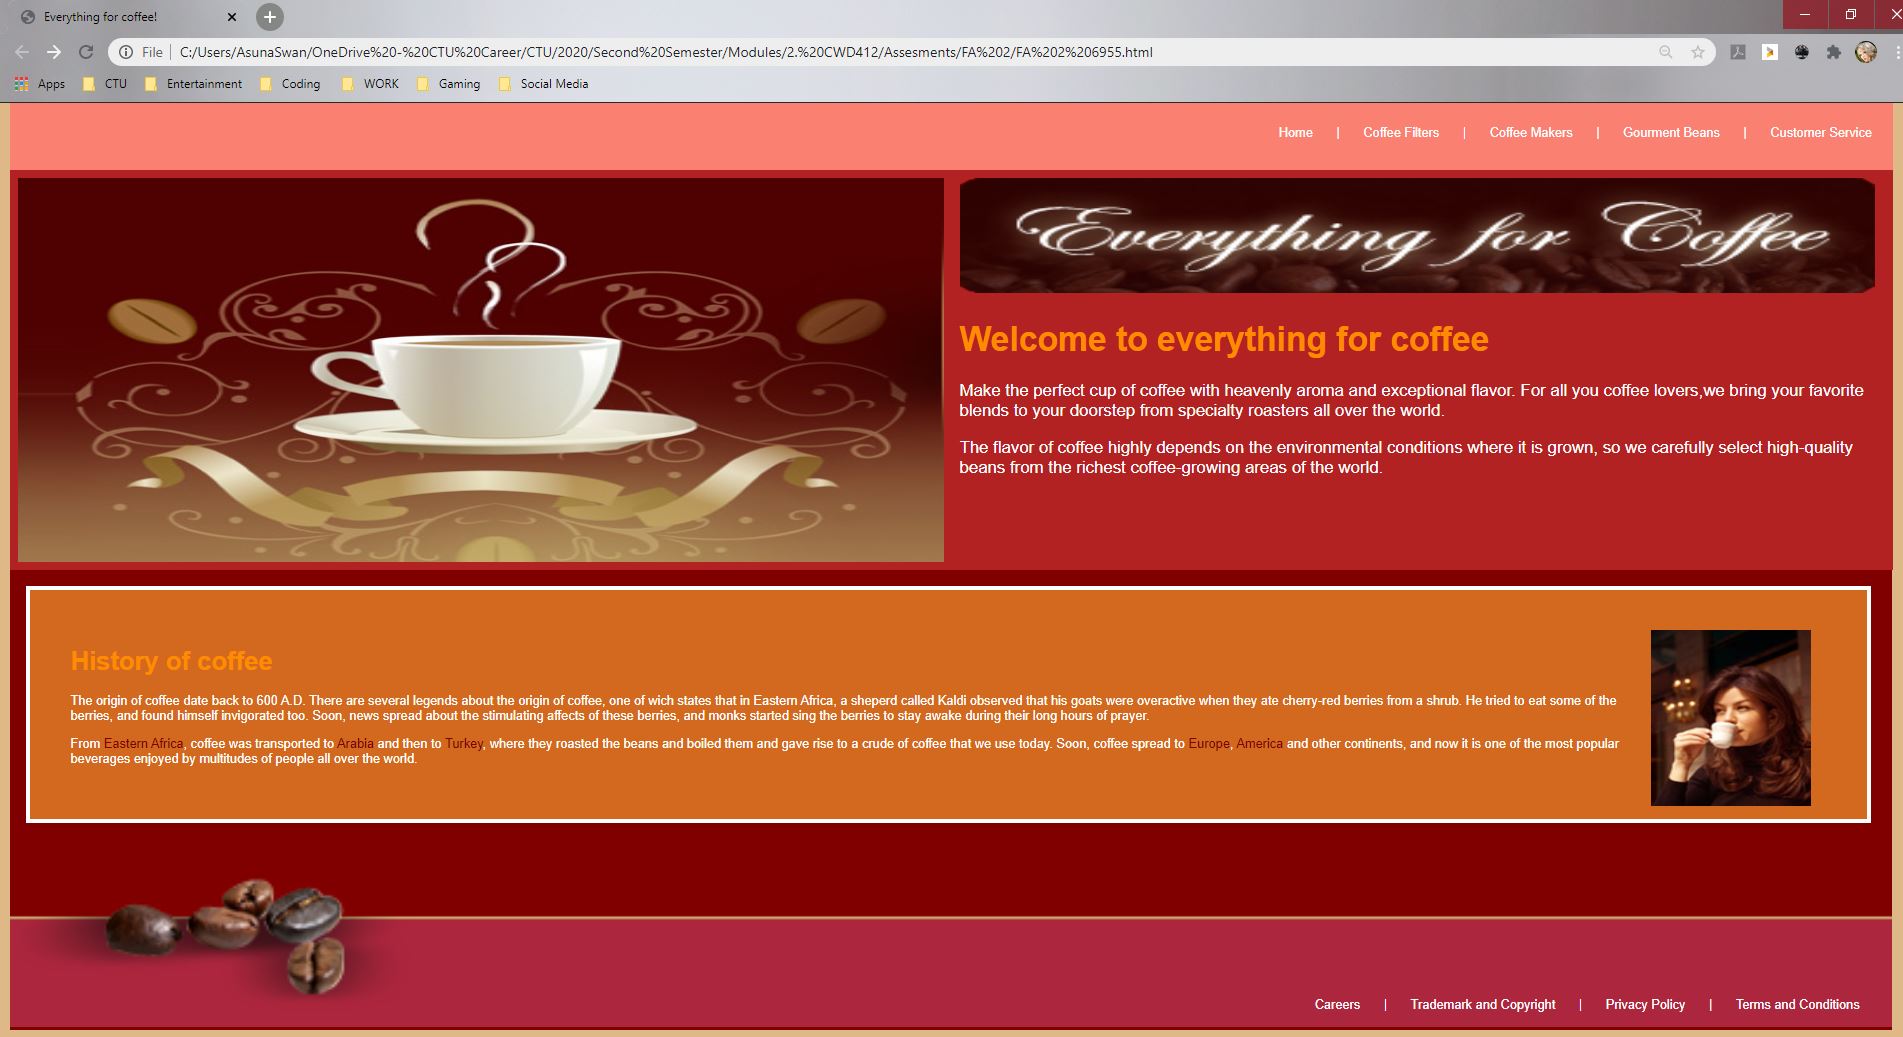 Everything for coffee!
File | C:/Users/AsunaSwan/OneDrive%20-%20CTU%20Career/CTU/2020/Second%20Semester/Modules/2.%20CWD412/Assesments/FA%202/FA%202%206955.html
Apps CTU Entertainment Coding WORK Gaming Social Media
Home | Coffee Filters | Coffee Makers | Gourment Beans | Customer Service
Everything for Coffee
Welcome to everything for coffee
Make the perfect cup of coffee with heavenly aroma and exceptional flavor. For all you coffee lovers,we bring your favorite
blends to your doorstep from specialty roasters all over the world.
The flavor of coffee highly depends on the environmental conditions where it is grown, so we carefully select high-quality
beans from the richest coffee-growing areas of the world.
History of coffee
The origin of coffee date back to 600 A.D. There are several legends about the origin of coffee, one of wich states that in Eastern Africa, a sheperd called Kaldi observed that his goats were overactive when they ate cherry-red berries from a shrub. He tried to eat some of the
berries, and found himself invigorated too. Soon, news spread about the stimulating affects of these berries, and monks started sing the berries to stay awake during their long hours of prayer.
From Eastern Africa, coffee was transported to Arabia and then to Turkey, where they roasted the beans and boiled them and gave rise to a crude of coffee that we use today. Soon, coffee spread to Europe, America and other continents, and now it is one of the most popular
beverages enjoyed by multitudes of people all over the world.
Careers | Trademark and Copyright | Privacy Policy | Terms and Conditions